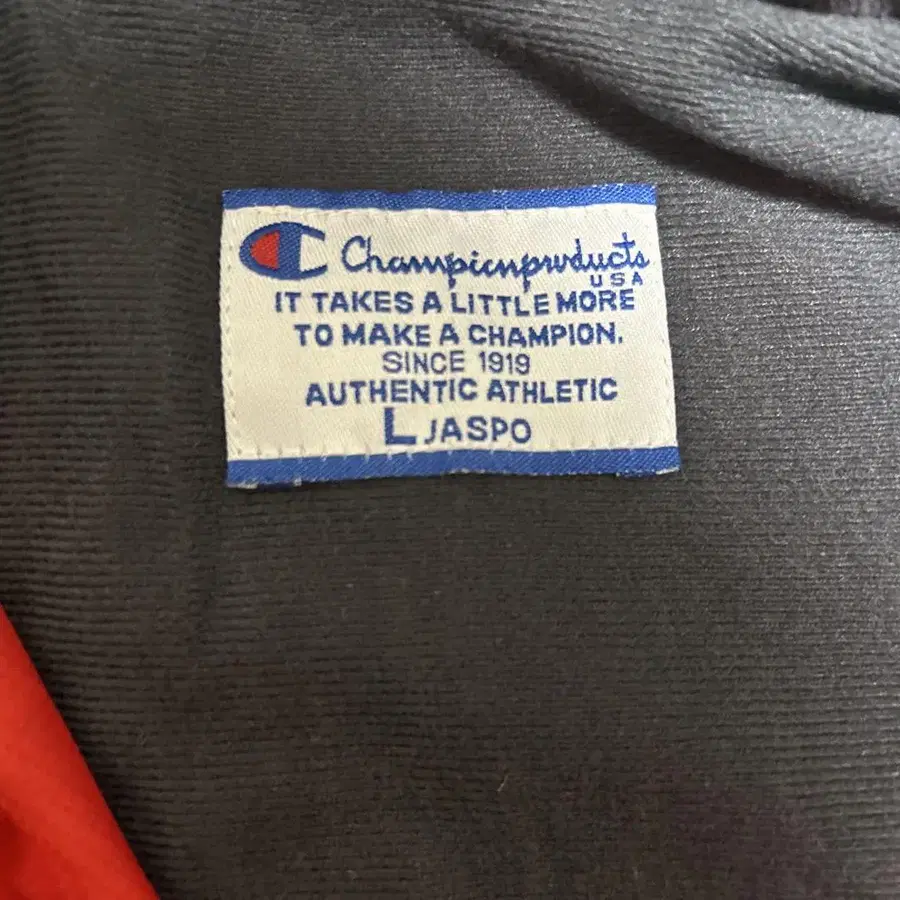 Championproducts
USA
IT TAKES A LITTLE MORE
TO MAKE A CHAMPION.
SINCE 1919
AUTHENTIC ATHLETIC
L JASPO